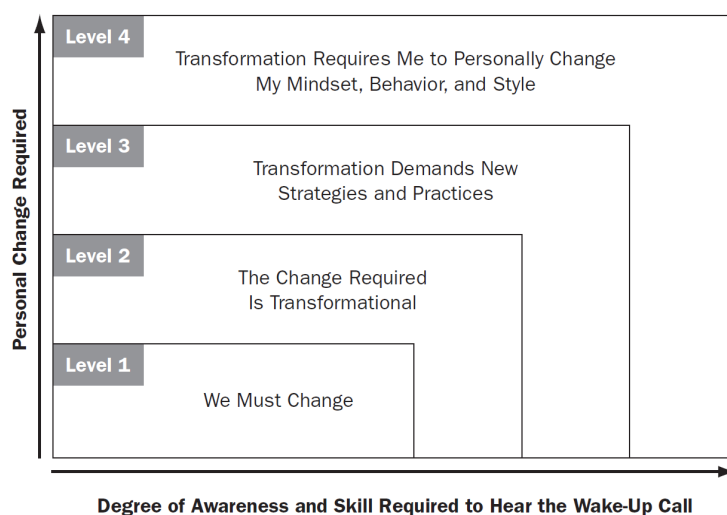 Level 4
Transformation Requires Me to Personally Change
My Mindset, Behavior, and Style
Level 3
Transformation Demands New
Strategies and Practices
Level 2
The Change Required
Is Transformational
Level 1
We Must Change
Personal Change Required
Degree of Awareness and Skill Required to Hear the Wake-Up Call